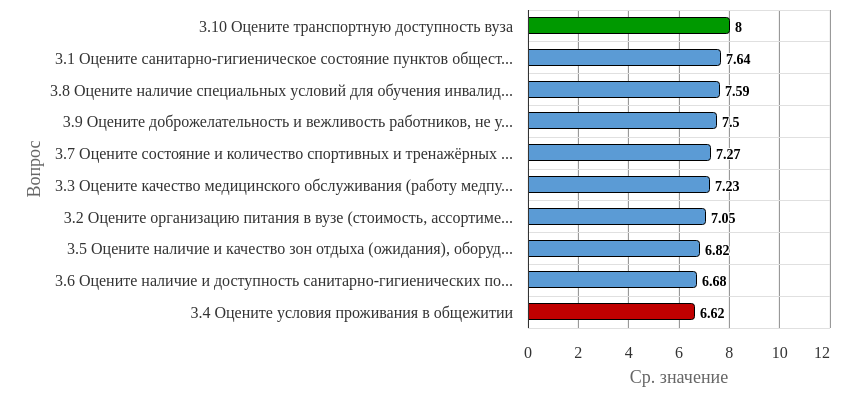 3.10 Оцените транспортную доступность вуза 8
3.1 Оцените санитарно-гигиеническое состояние пунктов общест... 7.64
3.8 Оцените наличие специальных условий для обучения инвалид... 7.59
3.9 Оцените доброжелательность и вежливость работников, не у... 7.5
3.7 Оцените состояние и количество спортивных и тренажёрных ... 7.27
3.3 Оцените качество медицинского обслуживания (работу медпу... 7.23
3.2 Оцените организацию питания в вузе (стоимость, ассортиме... 7.05
3.5 Оцените наличие и качество зон отдыха (ожидания), оборуд... 6.82
3.6 Оцените наличие и доступность санитарно-гигиенических по... 6.68
3.4 Оцените условия проживания в общежитии 6.62
Вопрос
0 2 4 6 8 10 12
Ср. значение